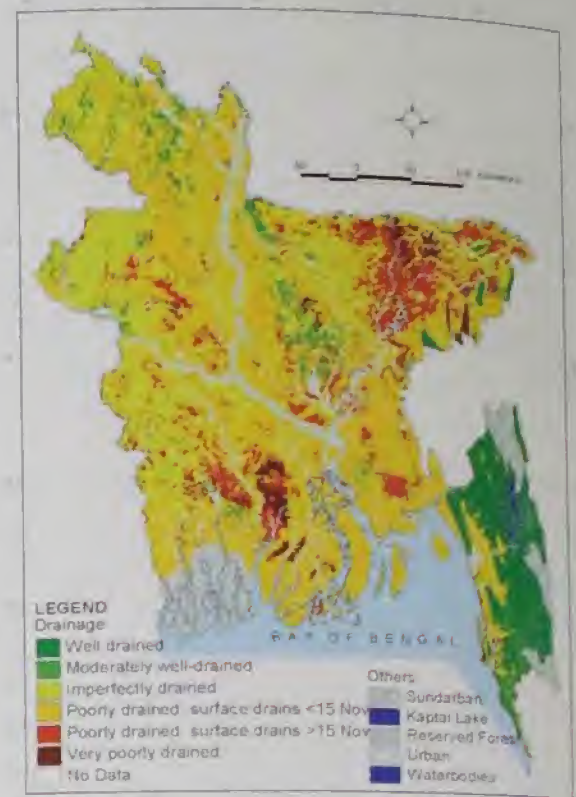 BAY OF BENGAL
LEGEND
Drainage
Well drained
Moderately well-drained
Imperfectly drained
Poorly drained surface drains <15 Nov
Poorly drained surface drains >15 Nov
Very poorly drained
No Data
Others
Sundarban
Kaptai Lake
Reserved Fores
Urban
Waterbodies